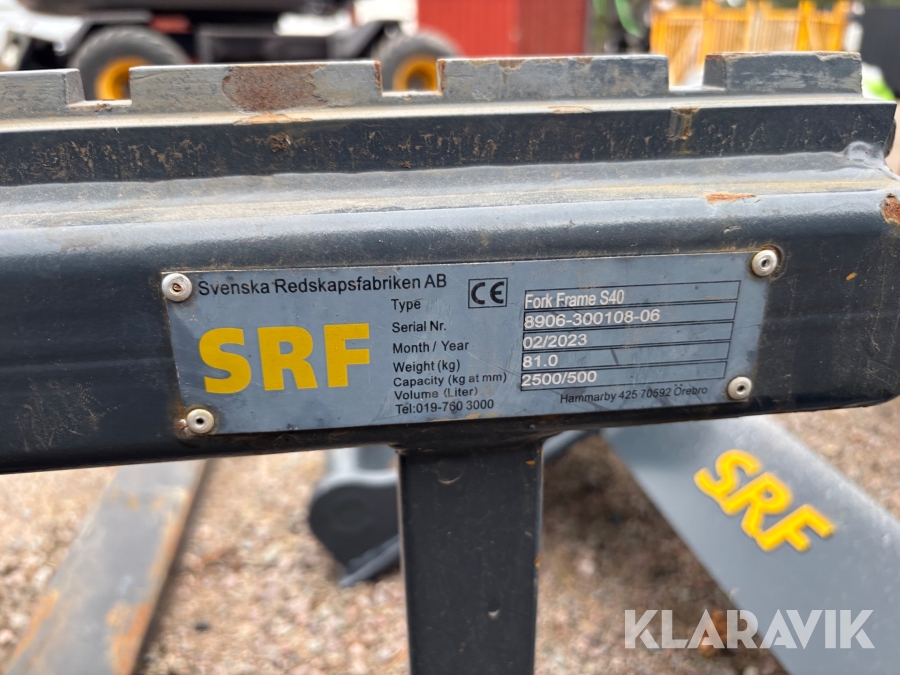 Svenska Redskapsfabriken AB
CE
SRF
Type Fork Frame S40
Serial Nr. 8906-300108-06
Month / Year 02/2023
Weight (kg) 81.0
Capacity (kg at mm) 2500/500
Volume (Liter)
Tel:019-760 3000
Hammarby 425 70592 Örebro
SRF
KLARAVIK